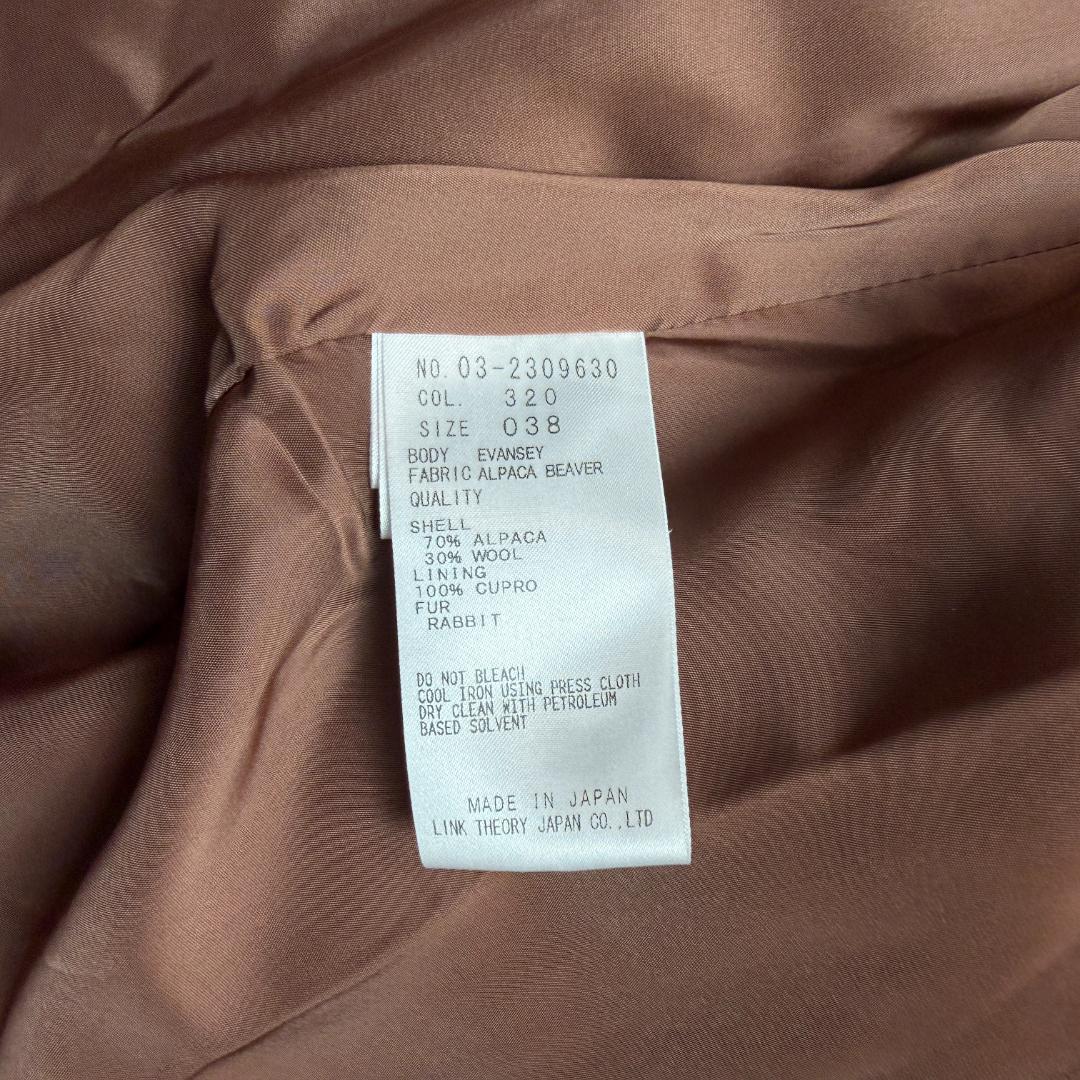 NO. 03-2309630
COL. 320
SIZE 038
BODY EVANSEY
FABRIC ALPACA BEAVER
QUALITY
SHELL
70% ALPACA
30% WOOL
LINING
100% CUPRO
FUR
RABBIT
DO NOT BLEACH
COOL IRON USING PRESS CLOTH
DRY CLEAN WITH PETROLEUM
BASED SOLVENT
MADE IN JAPAN
LINK THEORY JAPAN CO.,LTD